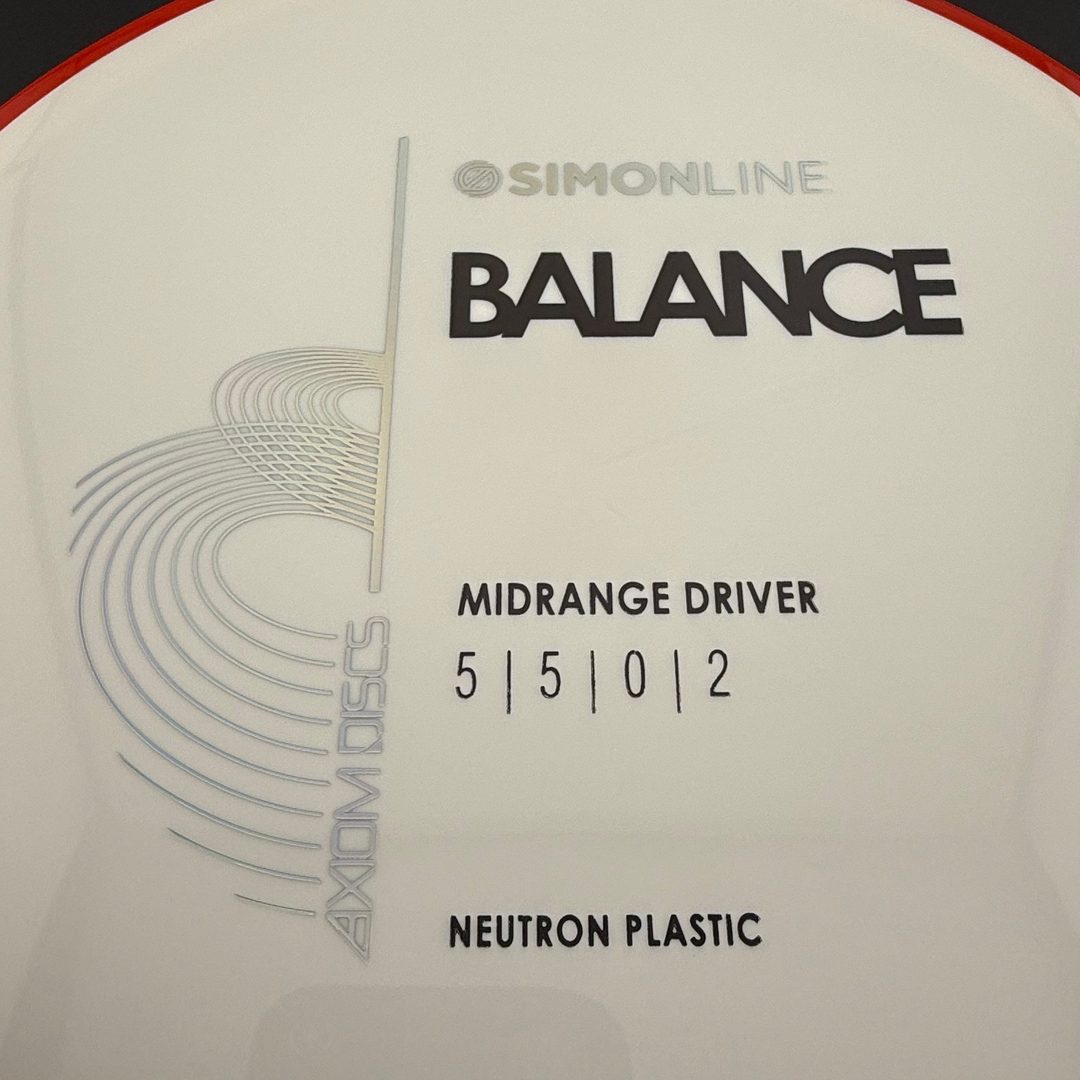 SIMONLINE
BALANCE
MIDRANGE DRIVER
5 | 5 | 0 | 2
AXIOM DISCS
NEUTRON PLASTIC